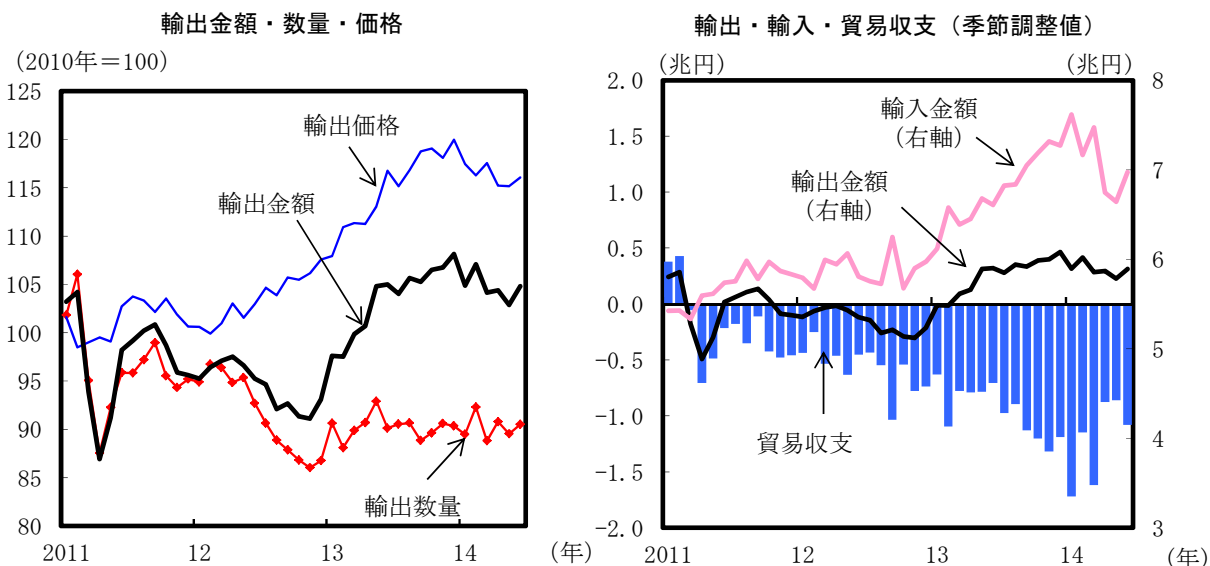 輸出金額・数量・価格
(2010年＝100)
125
120
115
110
105
100
95
90
85
80
輸出価格
輸出金額
輸出数量
2011
12
13
14
(年)
輸出・輸入・貿易収支（季節調整値）
(兆円)
(兆円)
2.0
1.5
1.0
0.5
0.0
−0.5
−1.0
−1.5
−2.0
8
7
6
5
4
3
輸入金額
(右軸)
輸出金額
(右軸)
貿易収支
2011
12
13
14
(年)